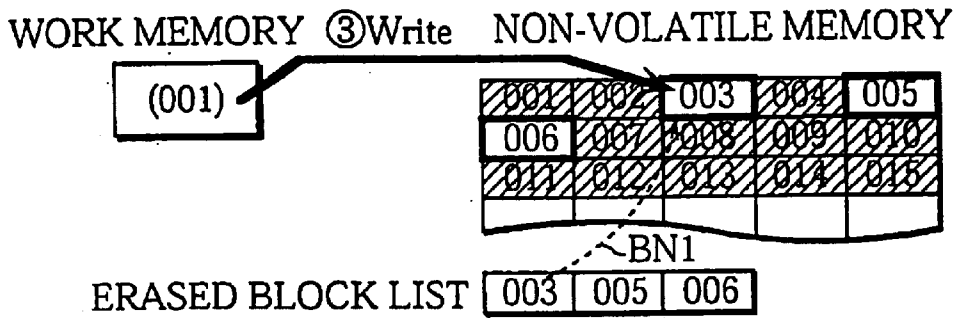 WORK MEMORY ③Write NON-VOLATILE MEMORY
(001)
001 002 003 004 005
006 007 008 009 010
011 012 013 014 015
BN1
ERASED BLOCK LIST 003 005 006